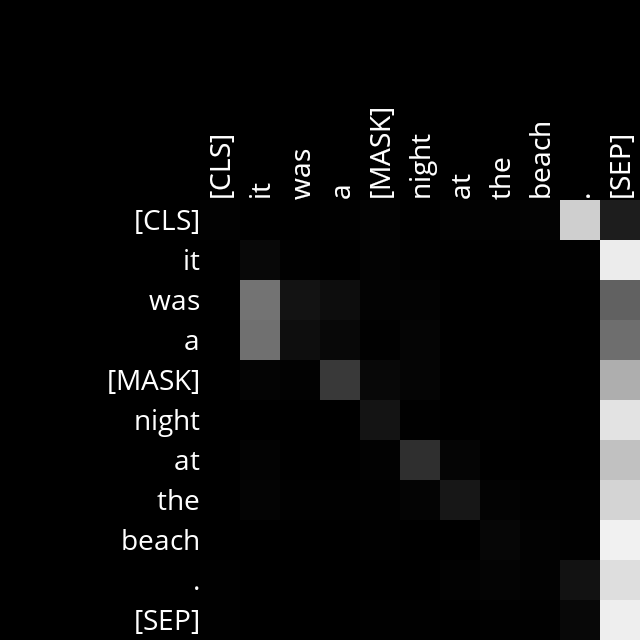 [CLS] it was a [MASK] night at the beach . [SEP]
[CLS]
it
was
a
[MASK]
night
at
the
beach
.
[SEP]